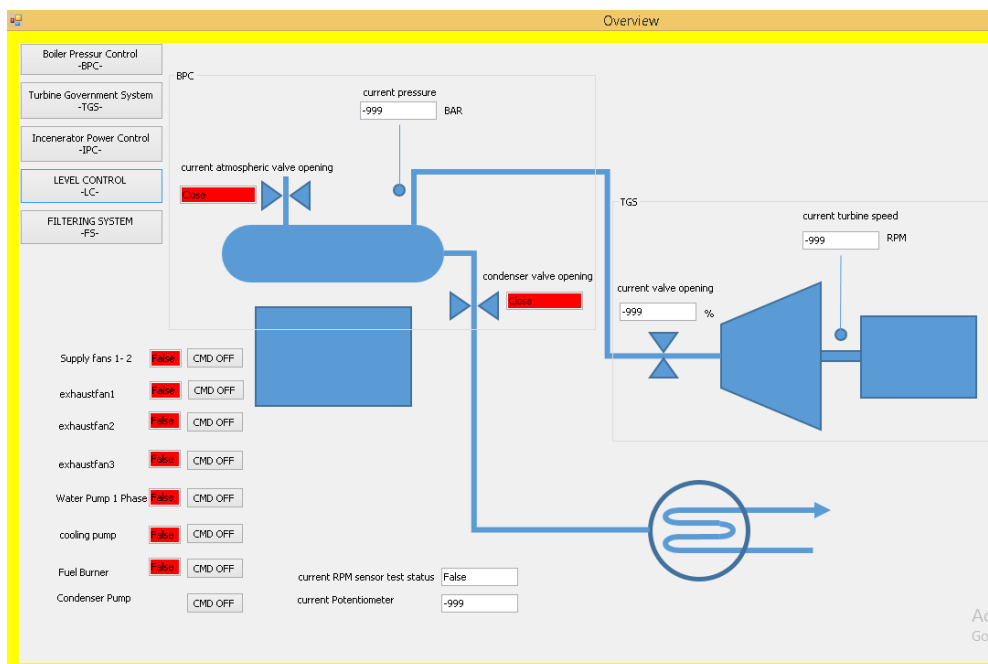 Overview
Boiler Pressur Control
-BPC-
Turbine Government System
-TGS-
Incenerator Power Control
-IPC-
LEVEL CONTROL
-LC-
FILTERING SYSTEM
-FS-
BPC
current pressure
-999 BAR
current atmospheric valve opening
Close
condenser valve opening
Close
TGS
current turbine speed
-999 RPM
current valve opening
-999 %
Supply fans 1- 2 False CMD OFF
exhaustfan1 False CMD OFF
exhaustfan2 False CMD OFF
exhaustfan3 False CMD OFF
Water Pump 1 Phase False CMD OFF
cooling pump False CMD OFF
Fuel Burner False CMD OFF
Condenser Pump CMD OFF
current RPM sensor test status False
current Potentiometer -999